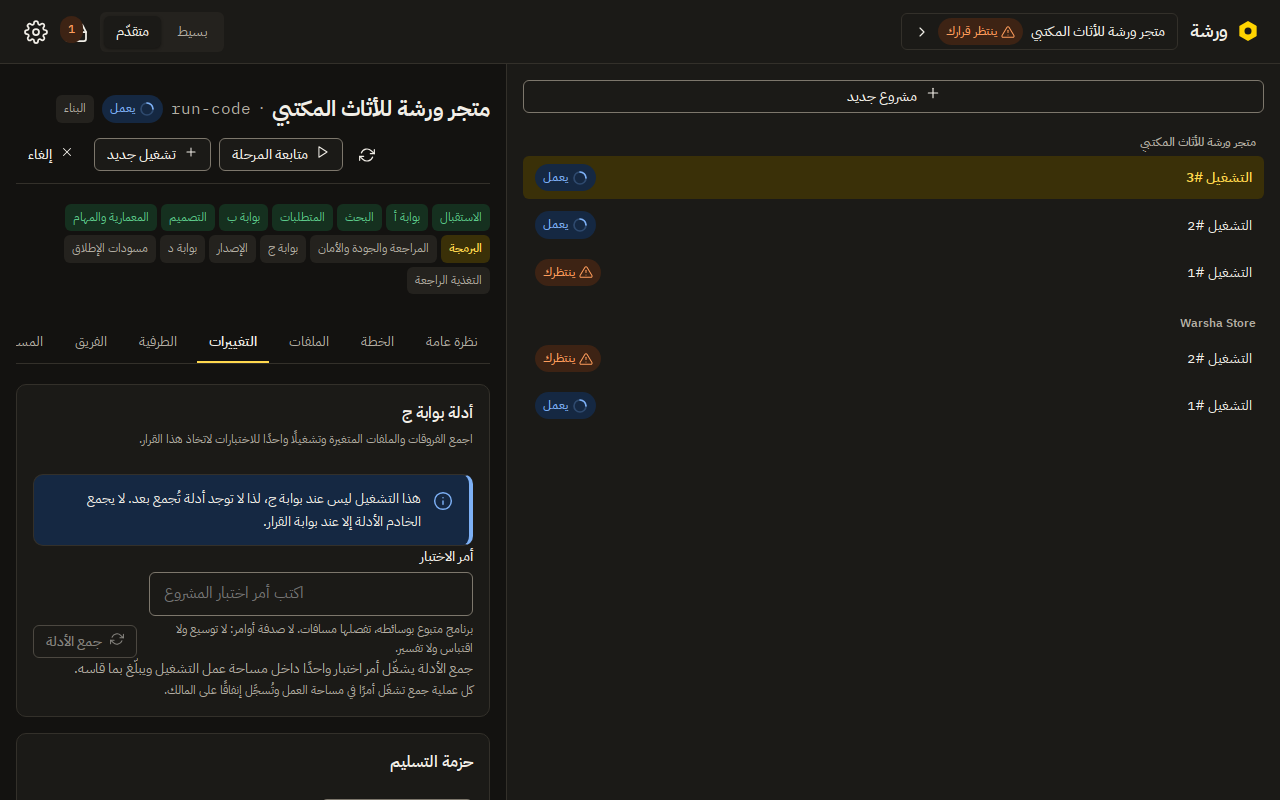 ورشة
متجر ورشة للأثاث المكتبي
ينتظر قرارك
بسيط
متقدّم
1
مشروع جديد
متجر ورشة للأثاث المكتبي
التشغيل #3
يعمل
التشغيل #2
يعمل
التشغيل #1
ينتظرك
Warsha Store
التشغيل #2
ينتظرك
التشغيل #1
يعمل
متجر ورشة للأثاث المكتبي · run-code يعمل البناء
متابعة المرحلة
تشغيل جديد
إلغاء
الاستقبال بوابة أ البحث المتطلبات بوابة ب التصميم المعمارية والمهام
البرمجة المراجعة والجودة والأمان بوابة ج الإصدار بوابة د مسودات الإطلاق
التغذية الراجعة
نظرة عامة الخطة الملفات التغييرات الطرفية الفريق المس
أدلة بوابة ج
اجمع الفروقات والملفات المتغيرة وتشغيلًا واحدًا للاختبارات لاتخاذ هذا القرار.
هذا التشغيل ليس عند بوابة ج، لذا لا توجد أدلة تُجمع بعد. لا يجمع
الخادم الأدلة إلا عند بوابة القرار.
أمر الاختبار
اكتب أمر اختبار المشروع
برنامج متبوع بوسائطه، تفصلها مسافات. لا صدفة أوامر: لا توسيع ولا
اقتباس ولا تفسير.
جمع الأدلة
جمع الأدلة يشغّل أمر اختبار واحدًا داخل مساحة عمل التشغيل ويبلّغ بما قاسه.
كل عملية جمع تشغّل أمرًا في مساحة العمل وتُسجَّل إنفاقًا على المالك.
حزمة التسليم